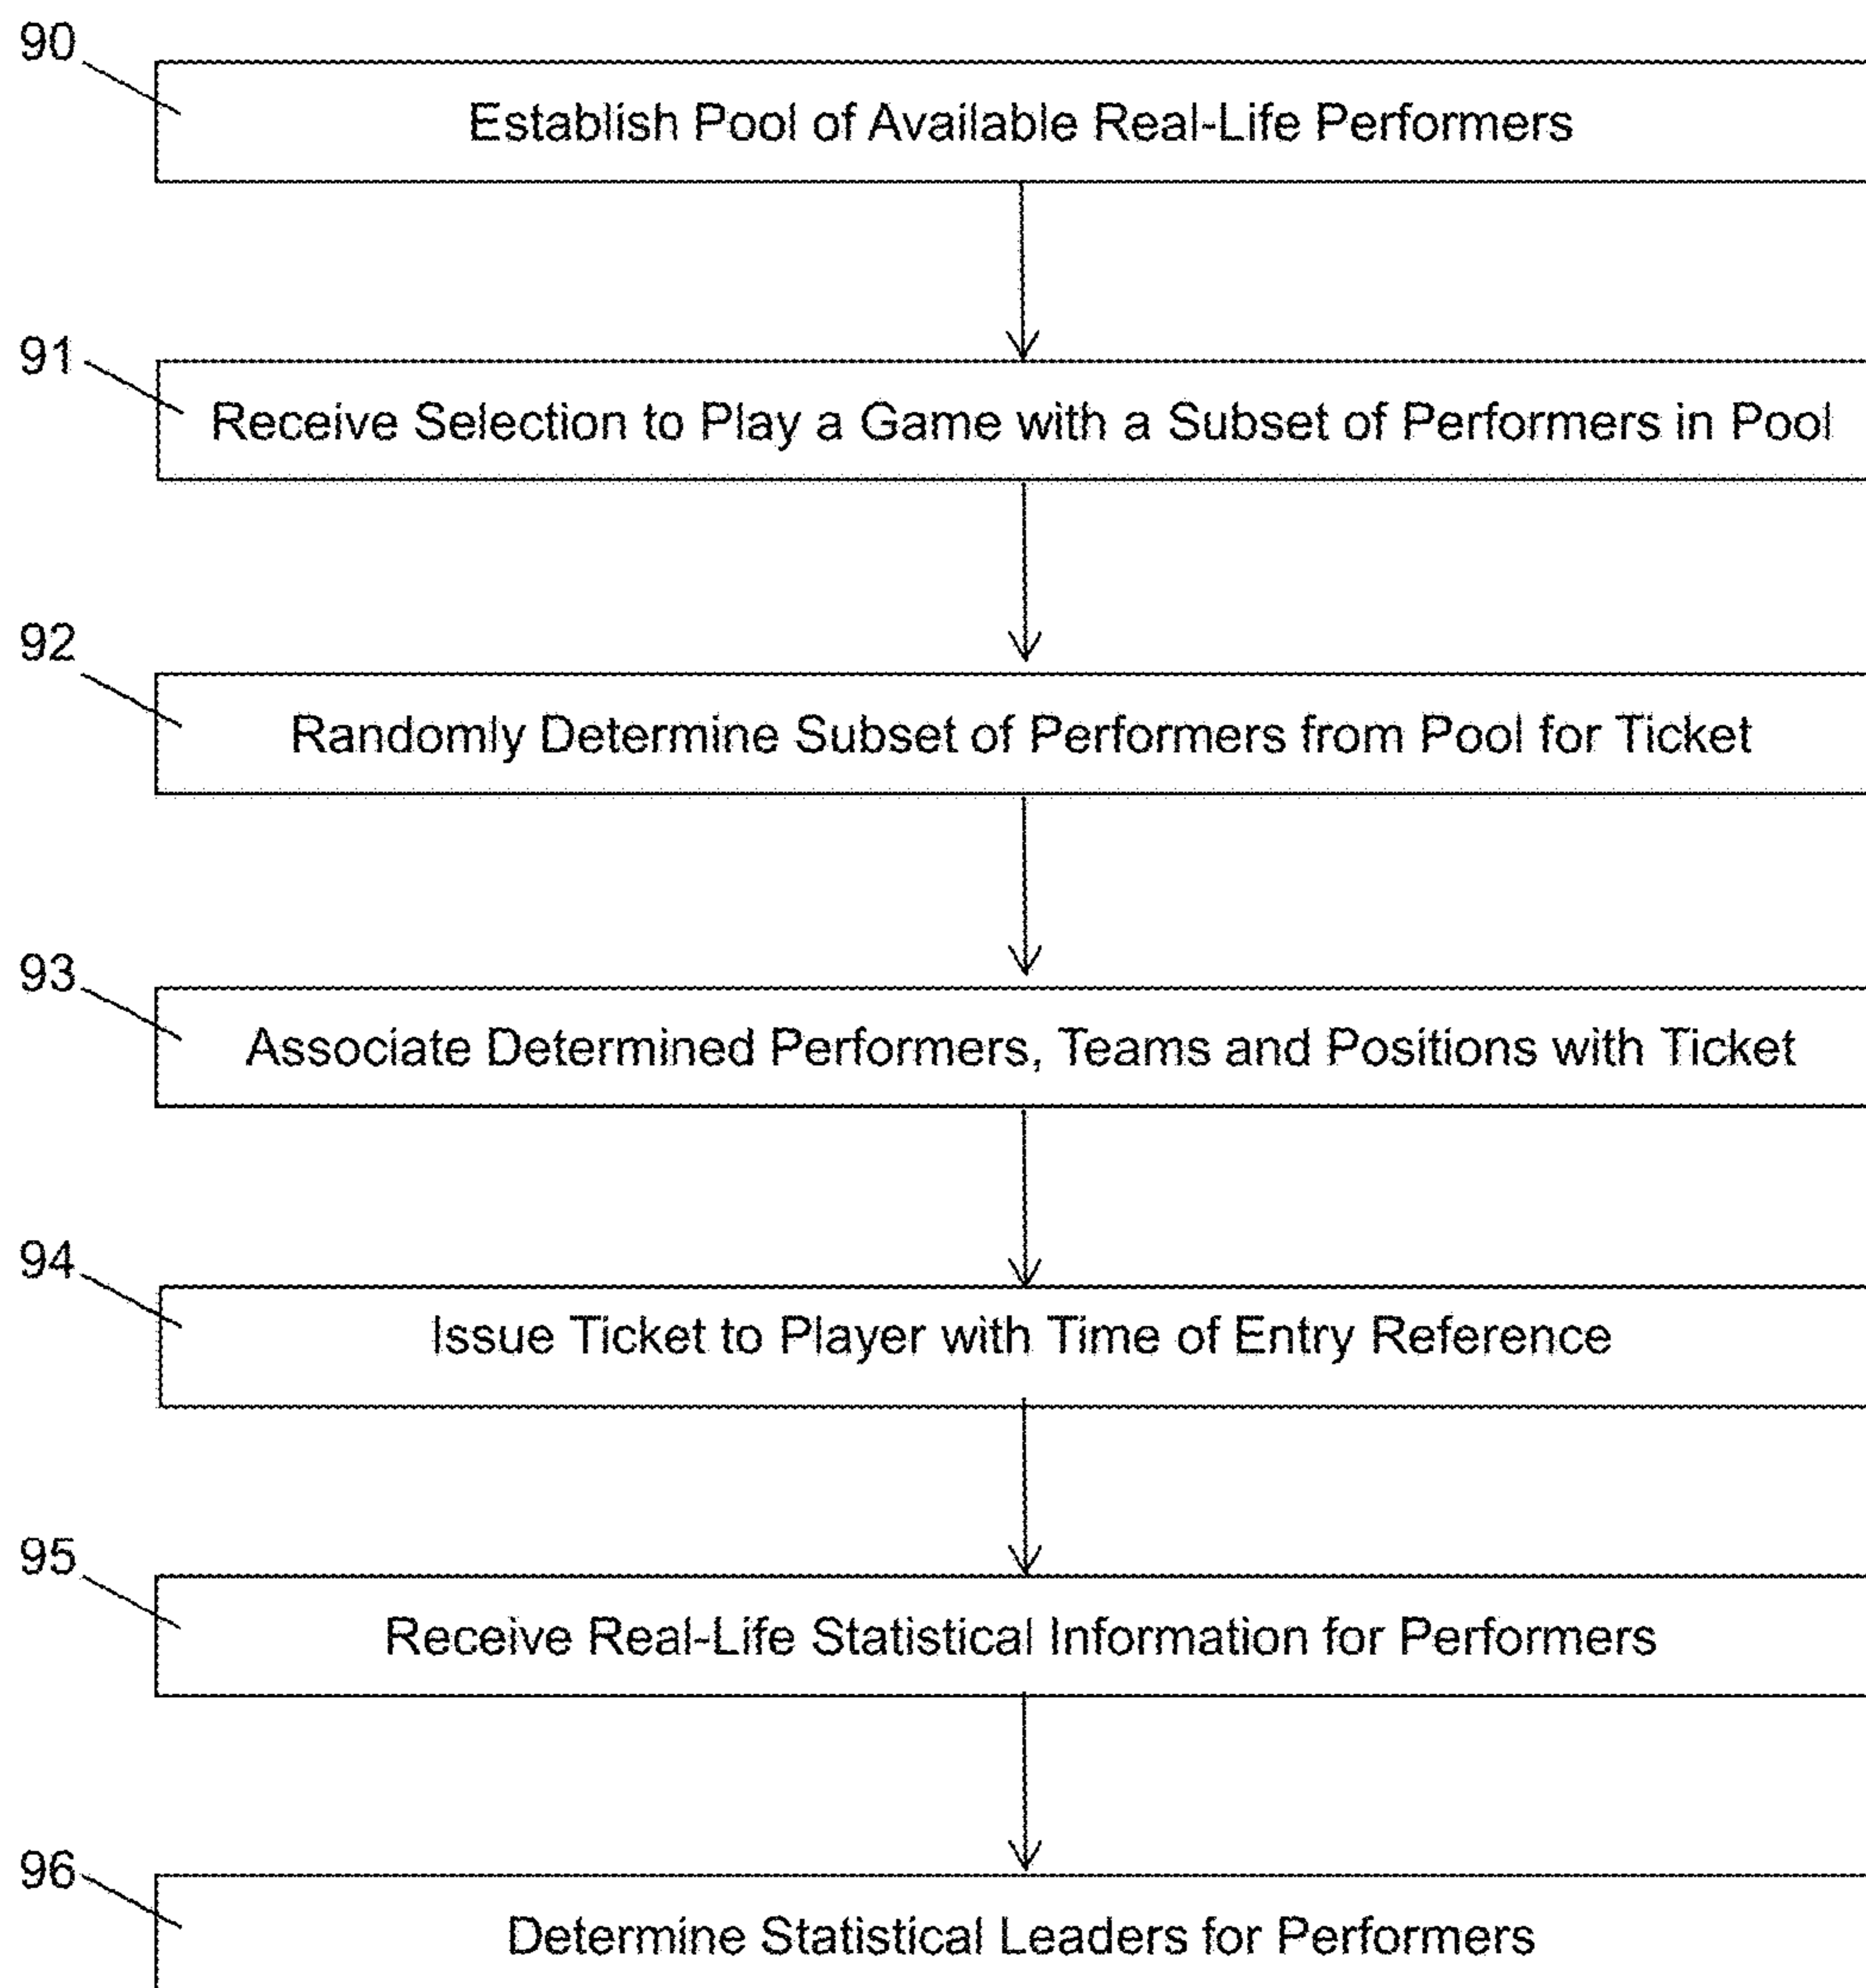 90
Establish Pool of Available Real-Life Performers
91
Receive Selection to Play a Game with a Subset of Performers in Pool
92
Randomly Determine Subset of Performers from Pool for Ticket
93
Associate Determined Performers, Teams and Positions with Ticket
94
Issue Ticket to Player with Time of Entry Reference
95
Receive Real-Life Statistical Information for Performers
96
Determine Statistical Leaders for Performers